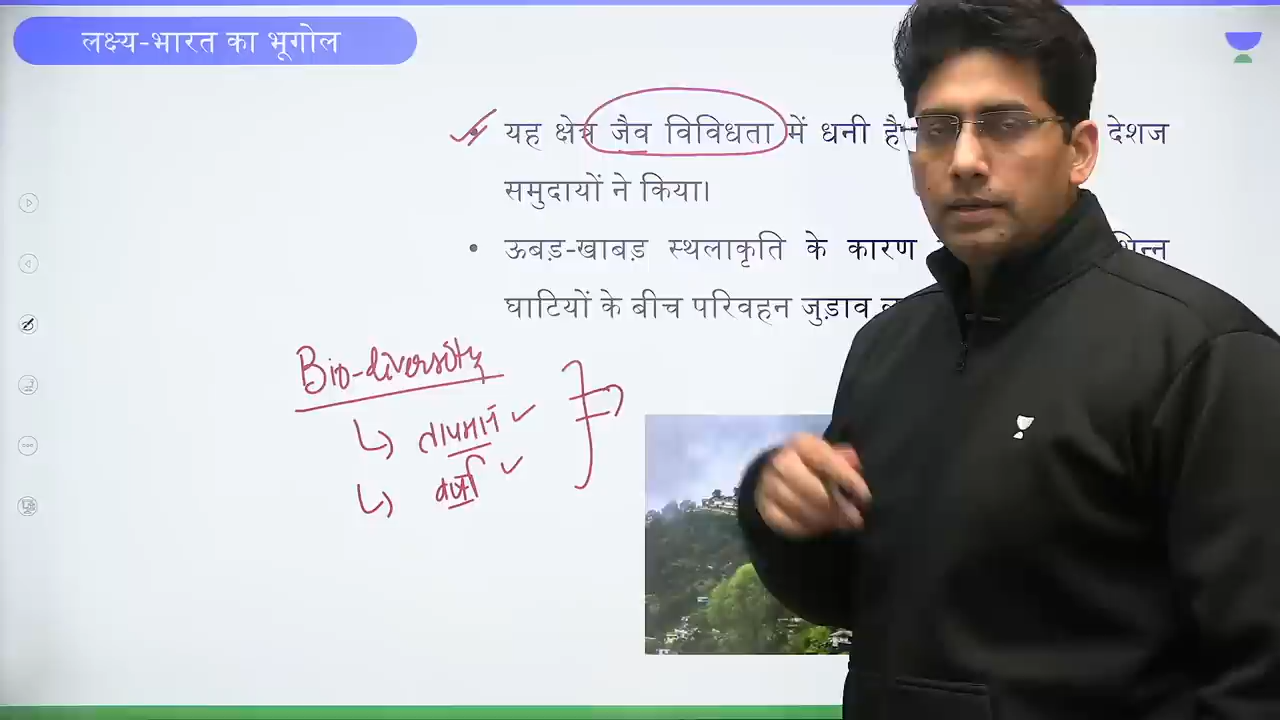 लक्ष्य-भारत का भूगोल
यह क्षेत्र जैव विविधता में धनी है देशज
समुदायों ने किया।
• ऊबड़-खाबड़ स्थलाकृति के कारण
घाटियों के बीच परिवहन जुड़ाव
Bio-diversity
तापमान
वर्षा